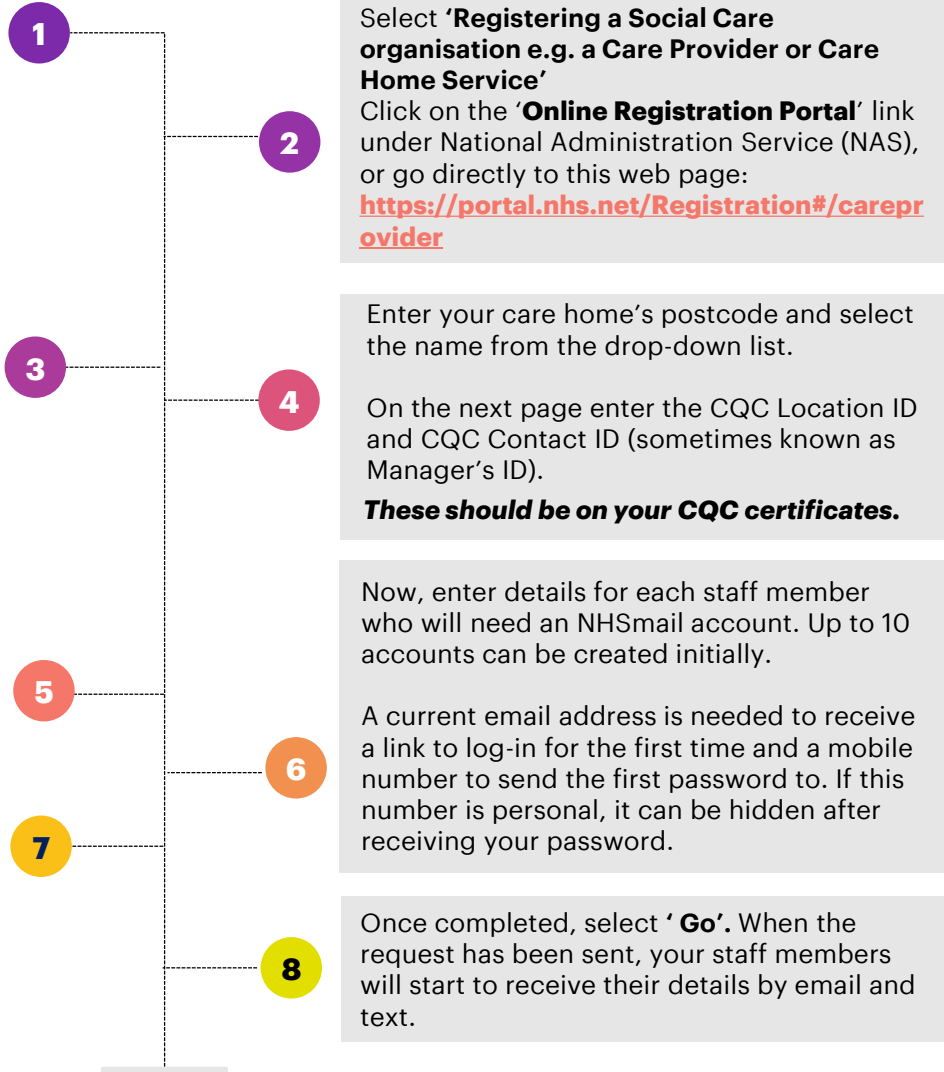 1
Select ‘Registering a Social Care
organisation e.g. a Care Provider or Care
Home Service’
Click on the ‘Online Registration Portal’ link
under National Administration Service (NAS),
or go directly to this web page:
https://portal.nhs.net/Registration#/carepr
ovider
2
3
Enter your care home’s postcode and select
the name from the drop-down list.
On the next page enter the CQC Location ID
and CQC Contact ID (sometimes known as
Manager’s ID).
These should be on your CQC certificates.
4
5
Now, enter details for each staff member
who will need an NHSmail account. Up to 10
accounts can be created initially.
A current email address is needed to receive
a link to log-in for the first time and a mobile
number to send the first password to. If this
number is personal, it can be hidden after
receiving your password.
6
7
Once completed, select ‘ Go’. When the
request has been sent, your staff members
will start to receive their details by email and
text.
8